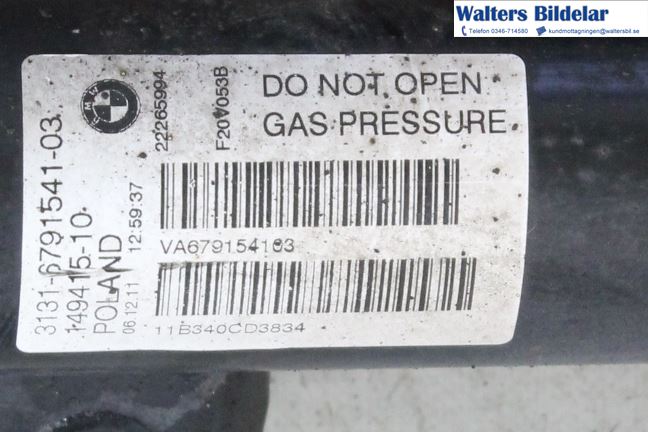 Walters Bildelar
Telefon 0346-714580 kundmottagningen@waltersbil.se
BMW
3131-6791541-03
149415-10
POLAND
06.12.11 12:59:37
22265994
F20V053B
DO NOT OPEN
GAS PRESSURE
VA679154103
11B340CD3834